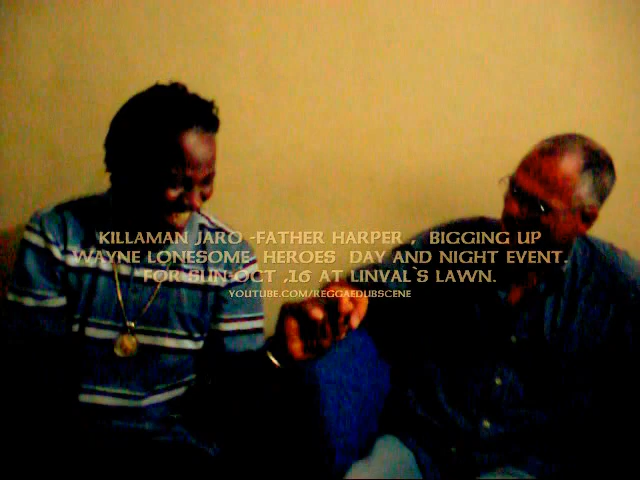 KILLAMAN JARO -FATHER HARPER , BIGGING UP
WAYNE LONESOME, HEROES DAY AND NIGHT EVENT.
FOR SUN-OCT ,16 AT LINVAL`S LAWN.
YOUTUBE.COM/REGGAEDUBSCENE